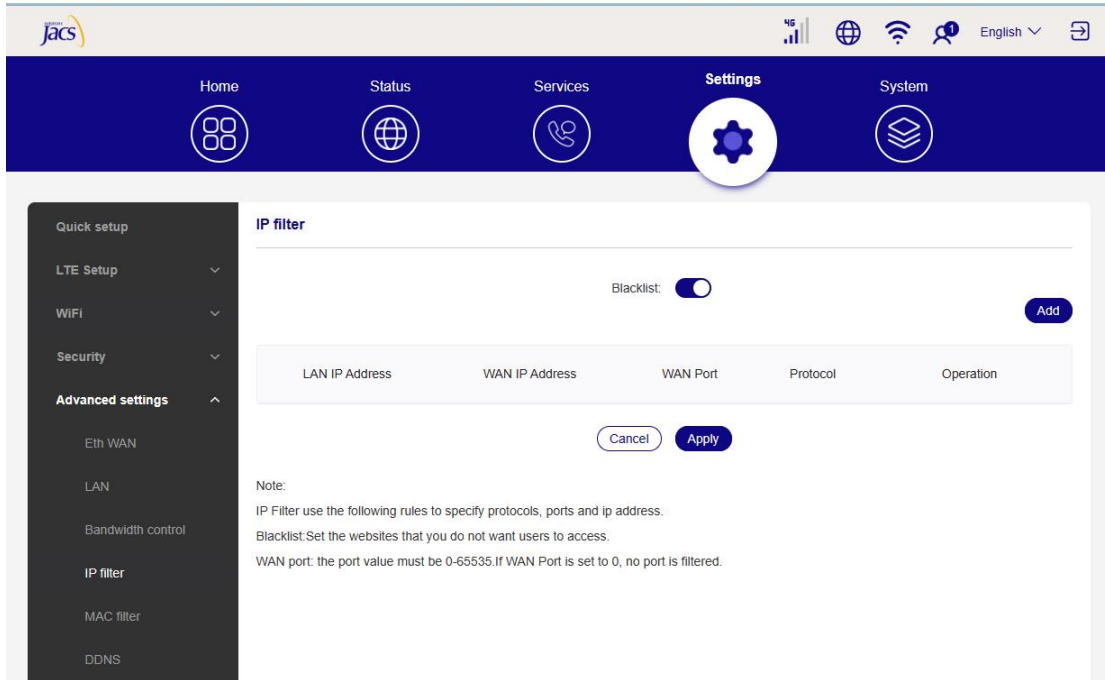 jacs
4G
1
English
Home
Status
Services
Settings
System
Quick setup
LTE Setup
WiFi
Security
Advanced settings
Eth WAN
LAN
Bandwidth control
IP filter
MAC filter
DDNS
IP filter
Blacklist:
Add
LAN IP Address WAN IP Address WAN Port Protocol Operation
Cancel Apply
Note:
IP Filter use the following rules to specify protocols, ports and ip address.
Blacklist:Set the websites that you do not want users to access.
WAN port: the port value must be 0-65535.If WAN Port is set to 0, no port is filtered.